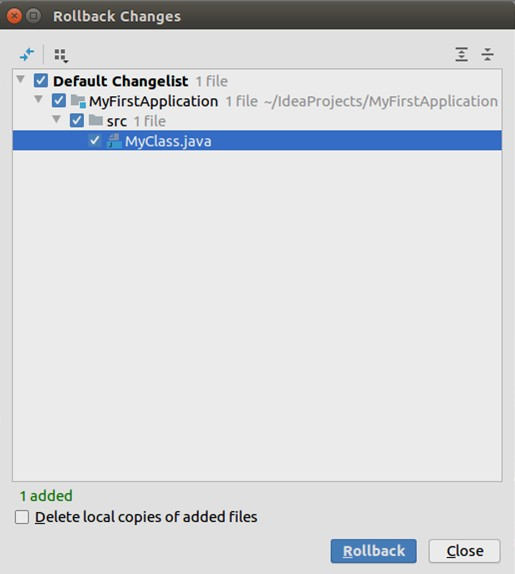 Rollback Changes
Default Changelist 1 file
MyFirstApplication 1 file ~/IdeaProjects/MyFirstApplication
src 1 file
MyClass.java
1 added
Delete local copies of added files
Rollback Close